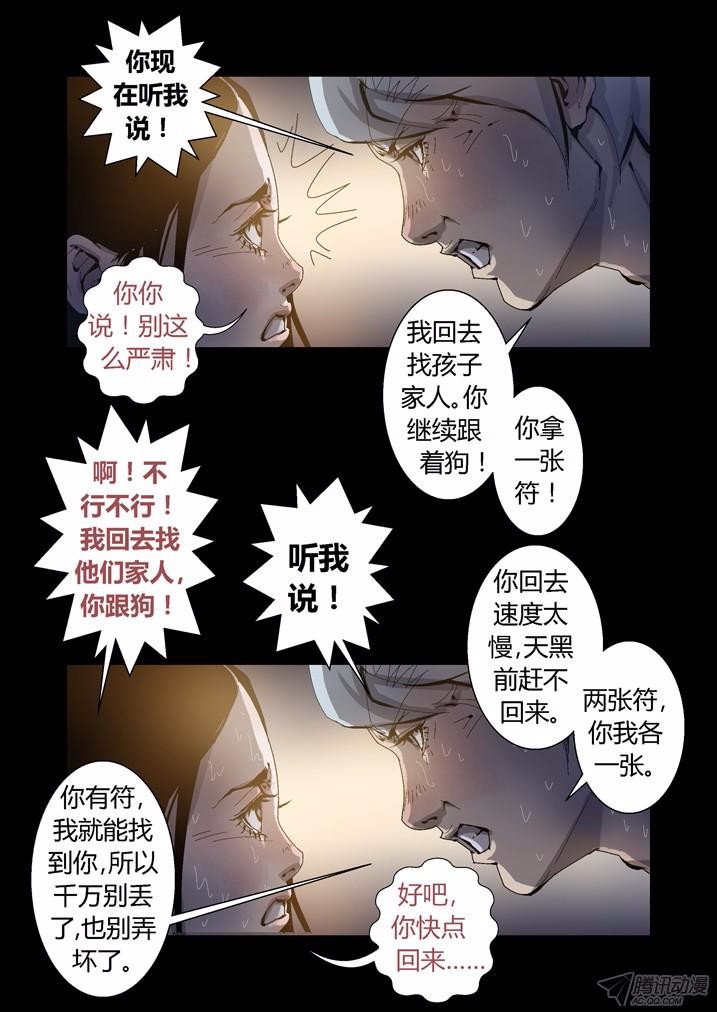 你现
在听我
说！
你你
说！别这
么严肃！
我回去
找孩子
家人。你
继续跟
着狗！
你拿
一张
符！
啊！不
行不行！
我回去找
他们家人，
你跟狗！
听我
说！
你回去
速度太
慢，天黑
前赶不
回来。
两张符，
你我各
一张。
你有符，
我就能找
到你，所以
千万别丢
了，也别弄
坏了。
好吧，
你快点
回来……
腾讯动漫